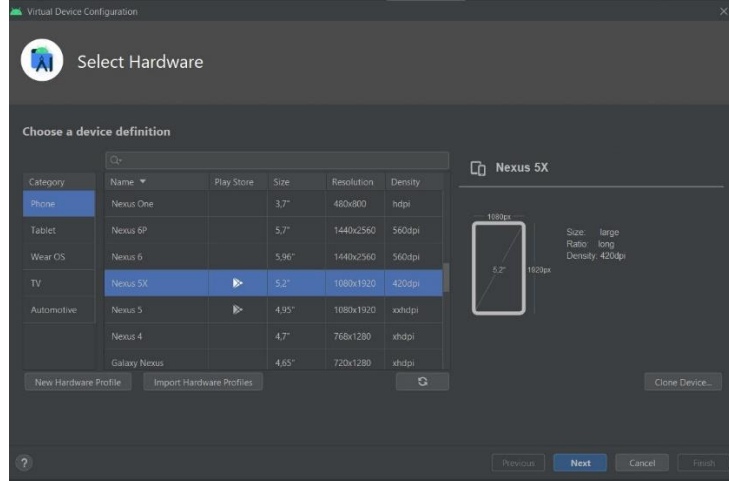 Virtual Device Configuration
Select Hardware
Choose a device definition
Category
Phone
Tablet
Wear OS
TV
Automotive
Name Play Store Size Resolution Density
Nexus One 3,7" 480x800 hdpi
Nexus 6P 5,7" 1440x2560 560dpi
Nexus 6 5,96" 1440x2560 560dpi
Nexus 5X 5,2" 1080x1920 420dpi
Nexus 5 4,95" 1080x1920 xxhdpi
Nexus 4 4,7" 768x1280 xhdpi
Galaxy Nexus 4,65" 720x1280 xhdpi
New Hardware Profile Import Hardware Profiles
Nexus 5X
1080px
5,2"
1920px
Size: large
Ratio: long
Density: 420dpi
Clone Device...
? Previous Next Cancel Finish